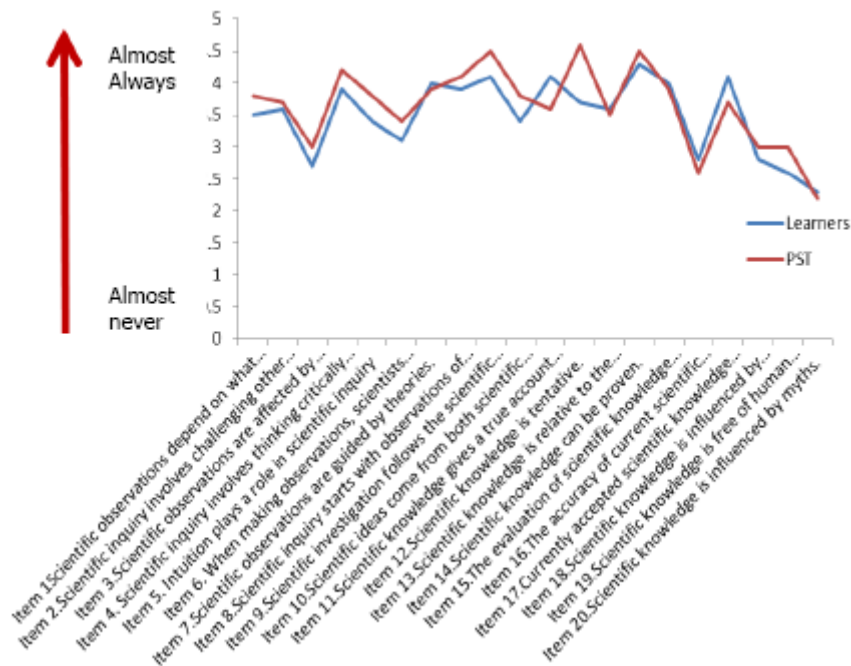 Almost
Always
Almost
never
5
.5
4
.5
3
.5
2
.5
1
.5
0
Learners
PST
Item 1Scientific observations depend on what...
Item 2.Scientific inquiry involves challenging other...
Item 3.Scientific observations are affected by...
Item 4. Scientific inquiry involves thinking critically...
Item 5. Intuition plays a role in scientific inquiry
Item 6. When making observations, scientists...
Item 7.Scientific observations are guided by theories.
Item 8.Scientific inquiry starts with observations of...
Item 9.Scientific investigation follows the scientific...
Item 10.Scientific ideas come from both scientific...
Item 11.Scientific knowledge gives a true account...
Item 12.Scientific Knowledge is tentative.
Item 13.Scientific knowledge is relative to the...
Item 14.Scientific knowledge can be proven.
Item 15.The evaluation of scientific knowledge...
Item 16.The accuracy of current scientific...
Item 17.Currently accepted scientific knowledge...
Item 18.Scientific knowledge is influenced by...
Item 19.Scientific knowledge is free of human...
Item 20.Scientific knowledge is influenced by myths.